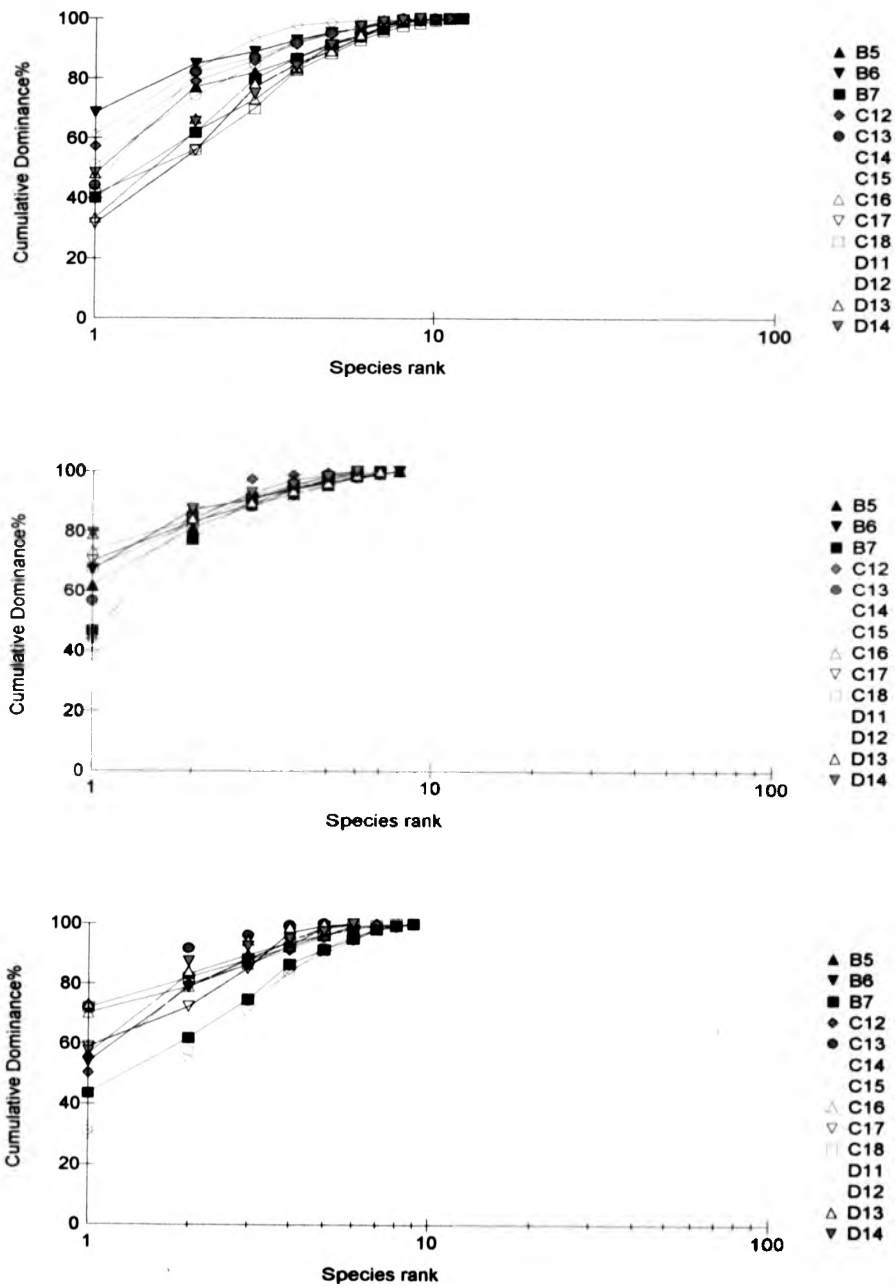 100
80
60
40
20
0
Cumulative Dominance%
1
10
100
Species rank
B5
B6
B7
C12
C13
C14
C15
C16
C17
C18
D11
D12
D13
D14
100
80
60
40
20
0
Cumulative Dominance%
1
10
100
Species rank
B5
B6
B7
C12
C13
C14
C15
C16
C17
C18
D11
D12
D13
D14
100
80
60
40
20
0
Cumulative Dominance%
1
10
100
Species rank
B5
B6
B7
C12
C13
C14
C15
C16
C17
C18
D11
D12
D13
D14